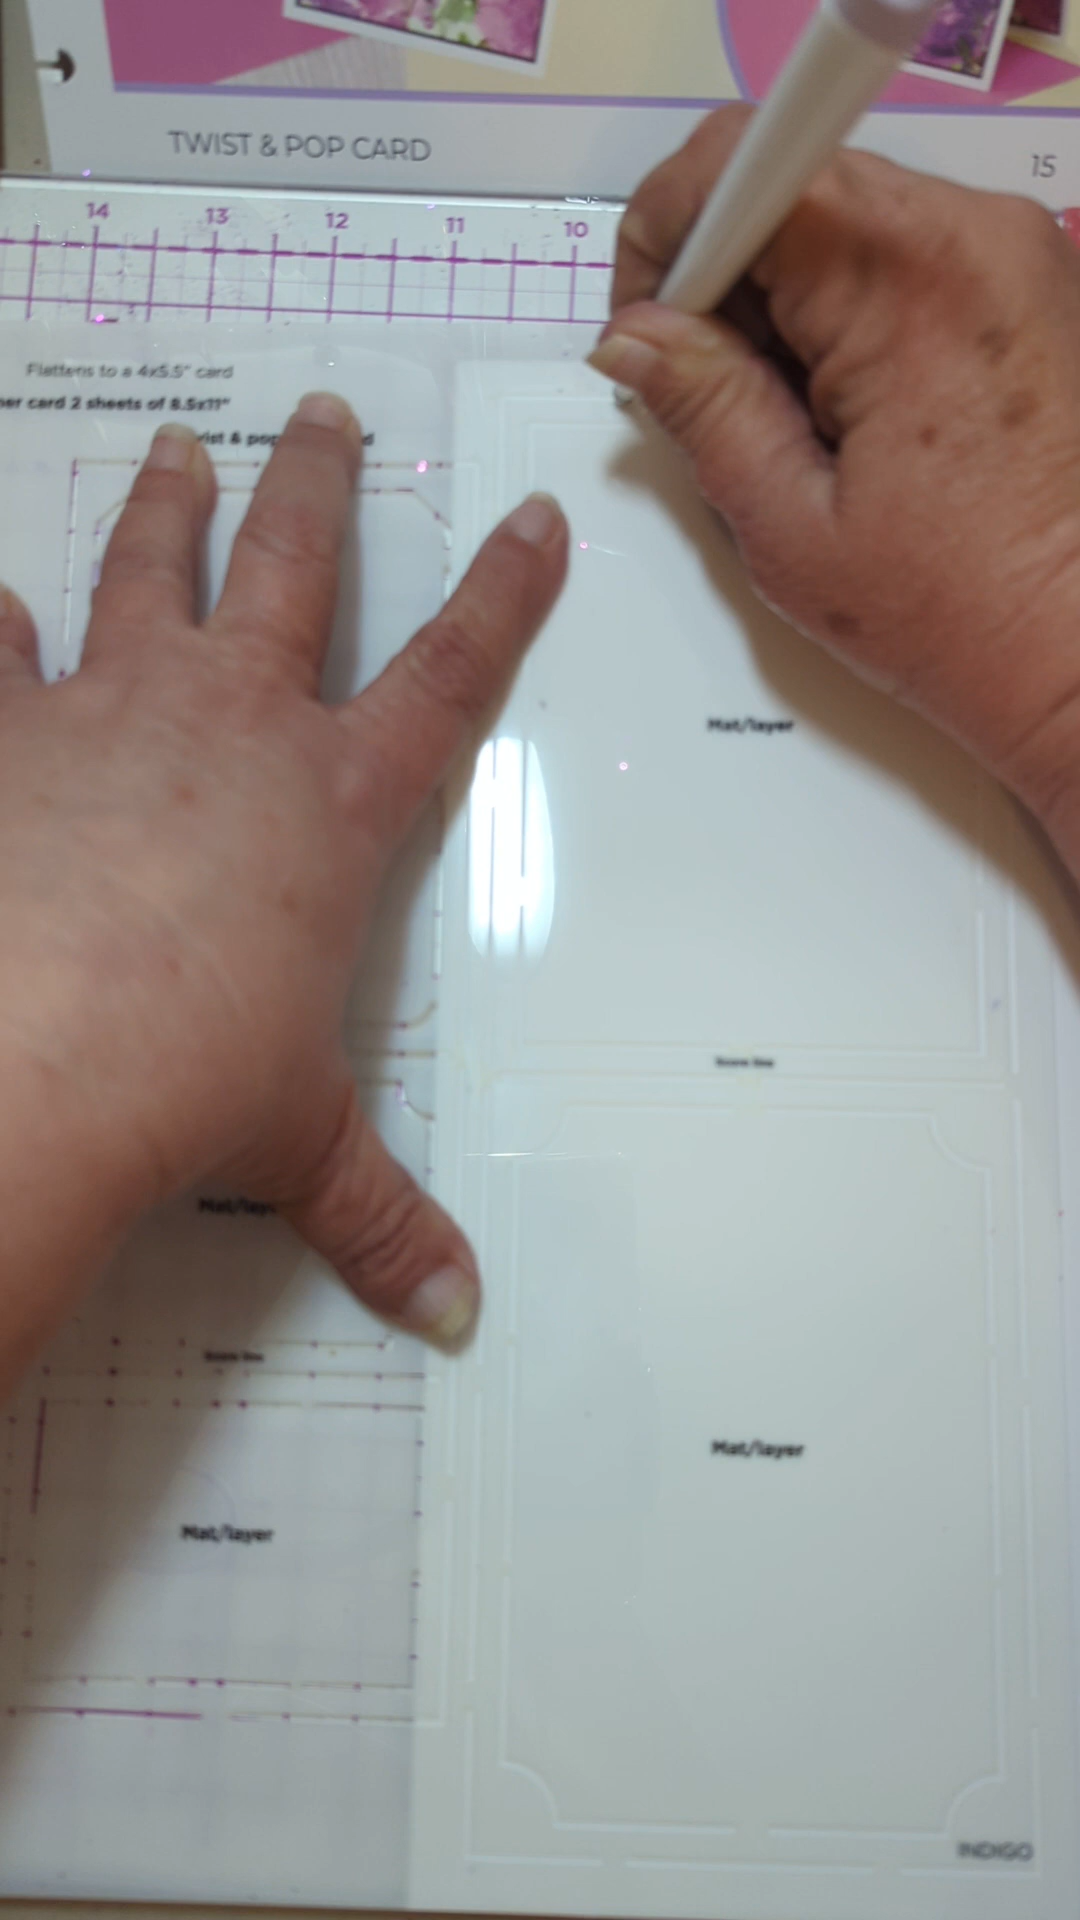 TWIST & POP CARD
15
14 13 12 11 10
Flattens to a 4x5.5" card
card 2 sheets of 8.5x11"
& pop
Mat/layer
Score line
Mat/layer
Score line
Mat/layer
Mat/layer
INDIGO